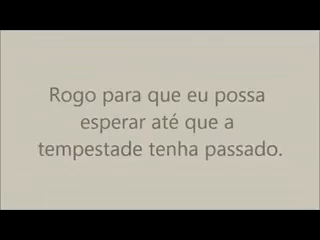 Rogo para que eu possa
esperar até que a
tempestade tenha passado.